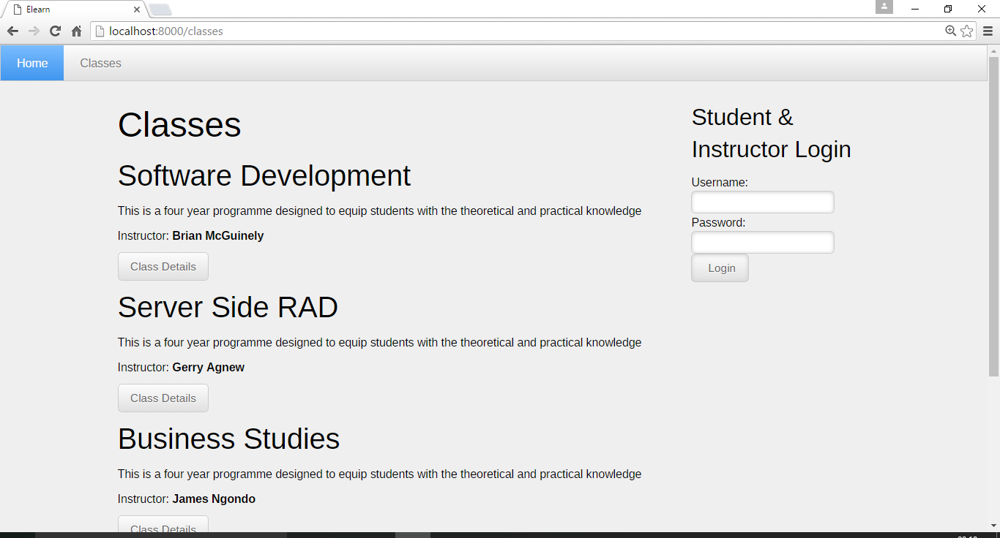 Elearn
localhost:8000/classes
Home Classes
Classes
Software Development
This is a four year programme designed to equip students with the theoretical and practical knowledge
Instructor: Brian McGuinely
Class Details
Server Side RAD
This is a four year programme designed to equip students with the theoretical and practical knowledge
Instructor: Gerry Agnew
Class Details
Business Studies
This is a four year programme designed to equip students with the theoretical and practical knowledge
Instructor: James Ngondo
Class Details
Student &
Instructor Login
Username:
Password:
Login